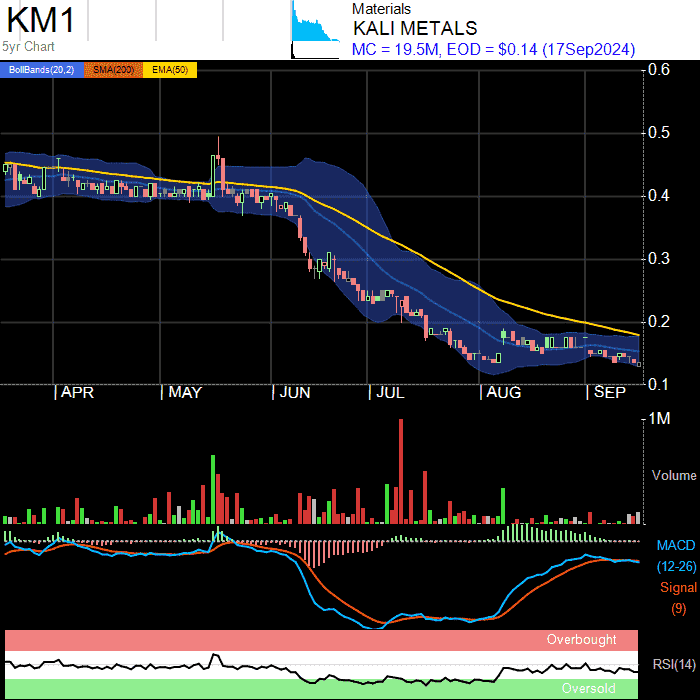 KM1
5yr Chart
Materials
KALI METALS
MC = 19.5M, EOD = $0.14 (17Sep2024)
BollBands(20,2) SMA(200) EMA(50)
0.6
0.5
0.4
0.3
0.2
0.1
APR MAY JUN JUL AUG SEP
1M
Volume
MACD
(12-26)
Signal
(9)
Overbought
RSI(14)
Oversold